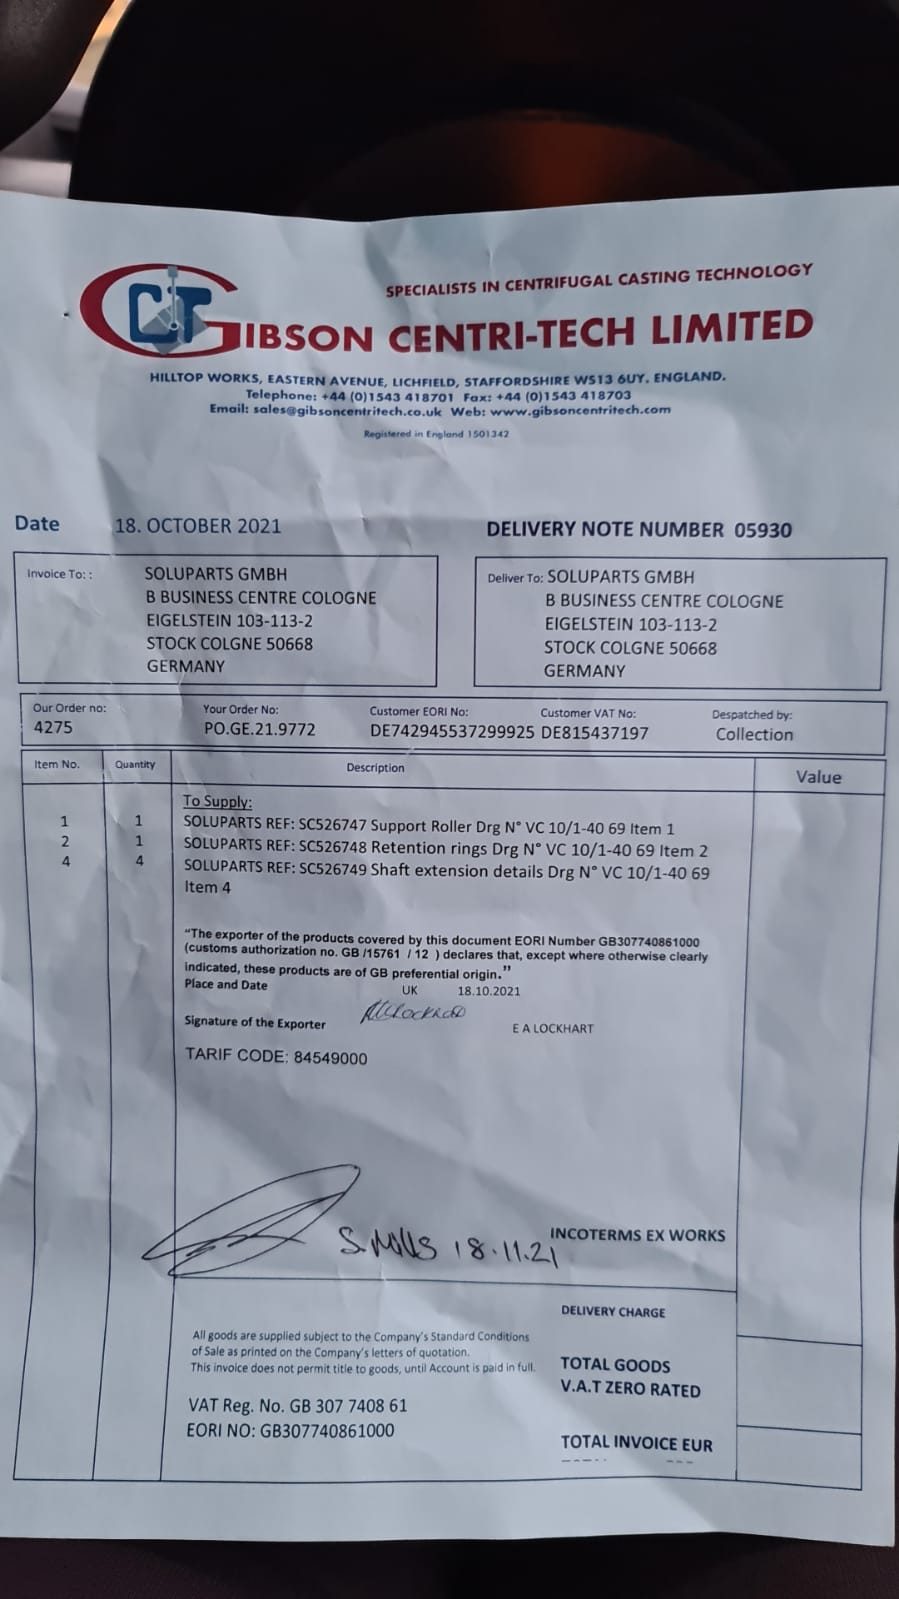 SPECIALISTS IN CENTRIFUGAL CASTING TECHNOLOGY
GIBSON CENTRI-TECH LIMITED
HILLTOP WORKS, EASTERN AVENUE, LICHFIELD, STAFFORDSHIRE WS13 6UY. ENGLAND.
Telephone: +44 (0)1543 418701 Fax: +44 (0)1543 418703
Email: sales@gibsoncentritech.co.uk Web: www.gibsoncentritech.com
Registered in England 1501342
Date 18. OCTOBER 2021
DELIVERY NOTE NUMBER 05930
Invoice To: : SOLUPARTS GMBH
B BUSINESS CENTRE COLOGNE
EIGELSTEIN 103-113-2
STOCK COLGNE 50668
GERMANY
Deliver To: SOLUPARTS GMBH
B BUSINESS CENTRE COLOGNE
EIGELSTEIN 103-113-2
STOCK COLGNE 50668
GERMANY
Our Order no: Your Order No: Customer EORI No: Customer VAT No: Despatched by:
4275 PO.GE.21.9772 DE742945537299925 DE815437197 Collection
Item No. Quantity Description Value
To Supply:
1 1 SOLUPARTS REF: SC526747 Support Roller Drg N° VC 10/1-40 69 Item 1
2 1 SOLUPARTS REF: SC526748 Retention rings Drg N° VC 10/1-40 69 Item 2
4 4 SOLUPARTS REF: SC526749 Shaft extension details Drg N° VC 10/1-40 69
Item 4
"The exporter of the products covered by this document EORI Number GB307740861000
(customs authorization no. GB /15761 / 12 ) declares that, except where otherwise clearly
indicated, these products are of GB preferential origin."
Place and Date UK 18.10.2021
Signature of the Exporter E A LOCKHART
TARIF CODE: 84549000
INCOTERMS EX WORKS
S.Mills 18.11.21
DELIVERY CHARGE
All goods are supplied subject to the Company's Standard Conditions
of Sale as printed on the Company's letters of quotation.
This invoice does not permit title to goods, until Account is paid in full.
TOTAL GOODS
V.A.T ZERO RATED
VAT Reg. No. GB 307 7408 61
EORI NO: GB307740861000
TOTAL INVOICE EUR